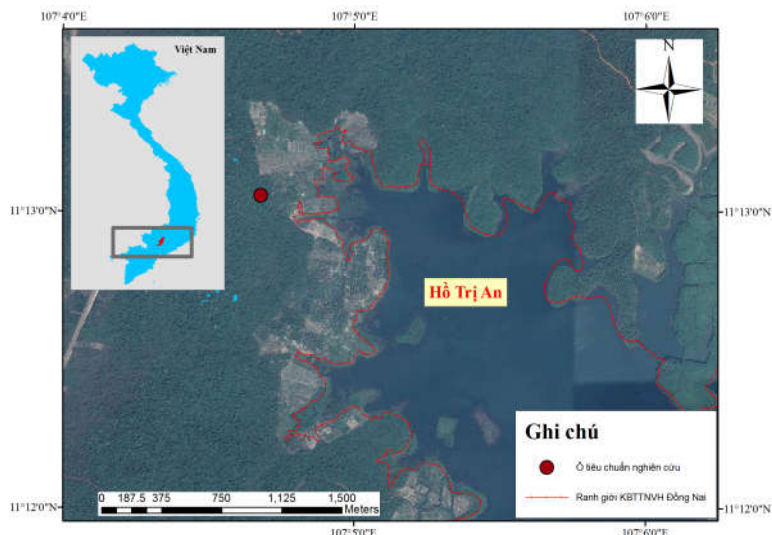 107°4'0"E 107°5'0"E 107°6'0"E
Việt Nam
N
11°13'0"N 11°13'0"N
Hồ Trị An
Ghi chú
Ô tiêu chuẩn nghiên cứu
Ranh giới KBTTNVH Đồng Nai
0 187.5 375 750 1,125 1,500
Meters
11°12'0"N 11°12'0"N
107°5'0"E 107°6'0"E